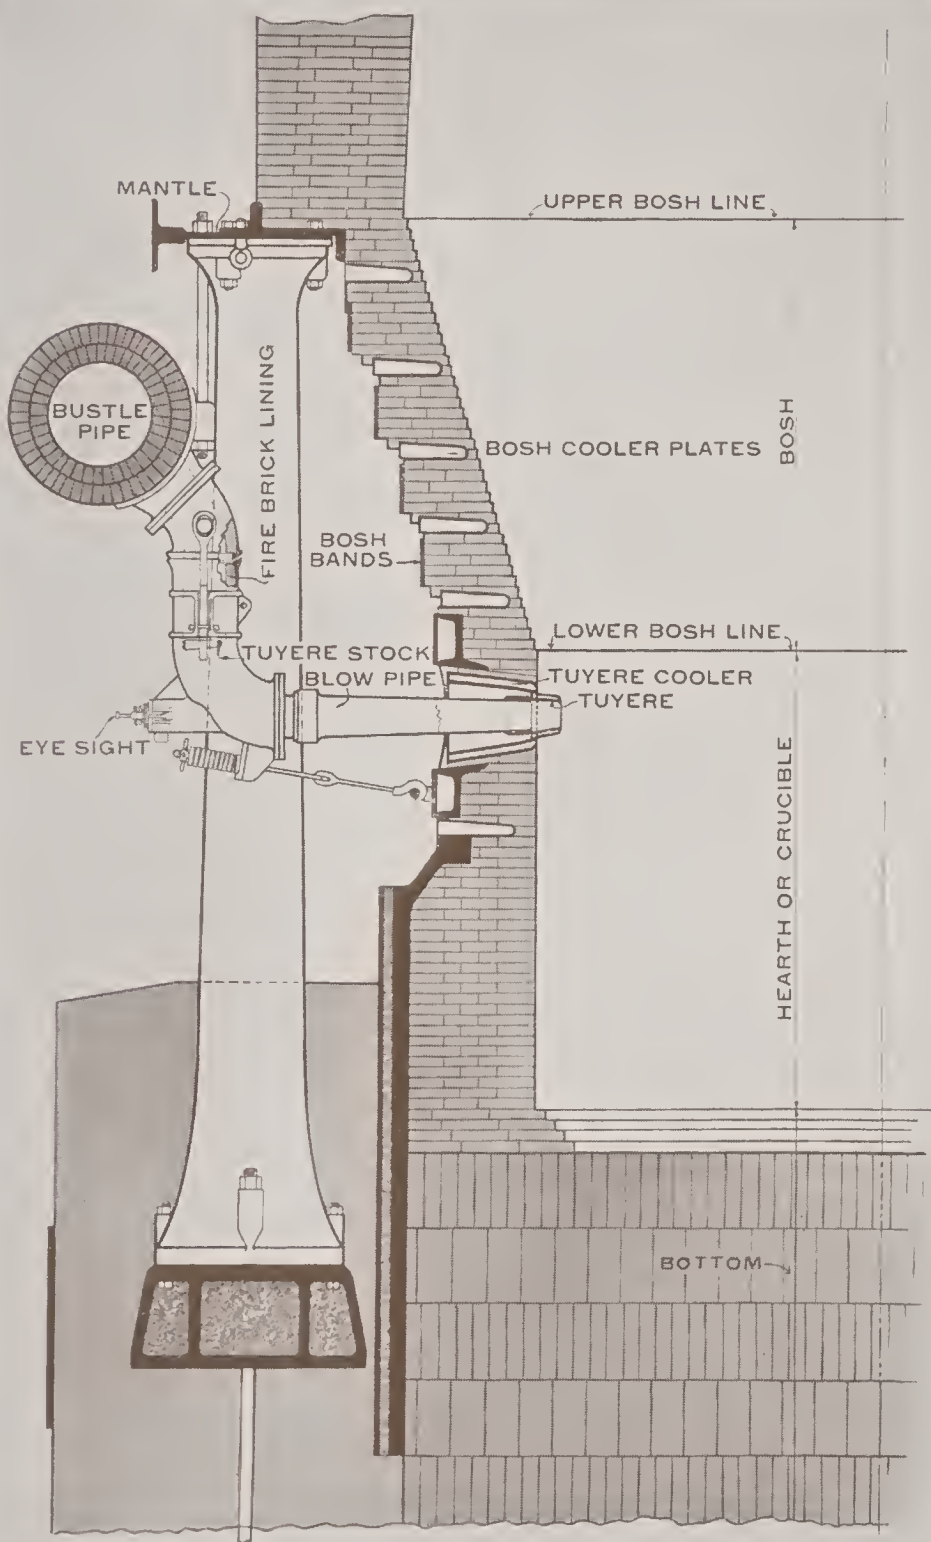 MANTLE
UPPER BOSH LINE
BUSTLE
PIPE
FIRE BRICK LINING
BOSH
BOSH COOLER PLATES
BOSH
BANDS
LOWER BOSH LINE
TUYERE STOCK
BLOW PIPE
TUYERE COOLER
TUYERE
EYE SIGHT
HEARTH OR CRUCIBLE
BOTTOM